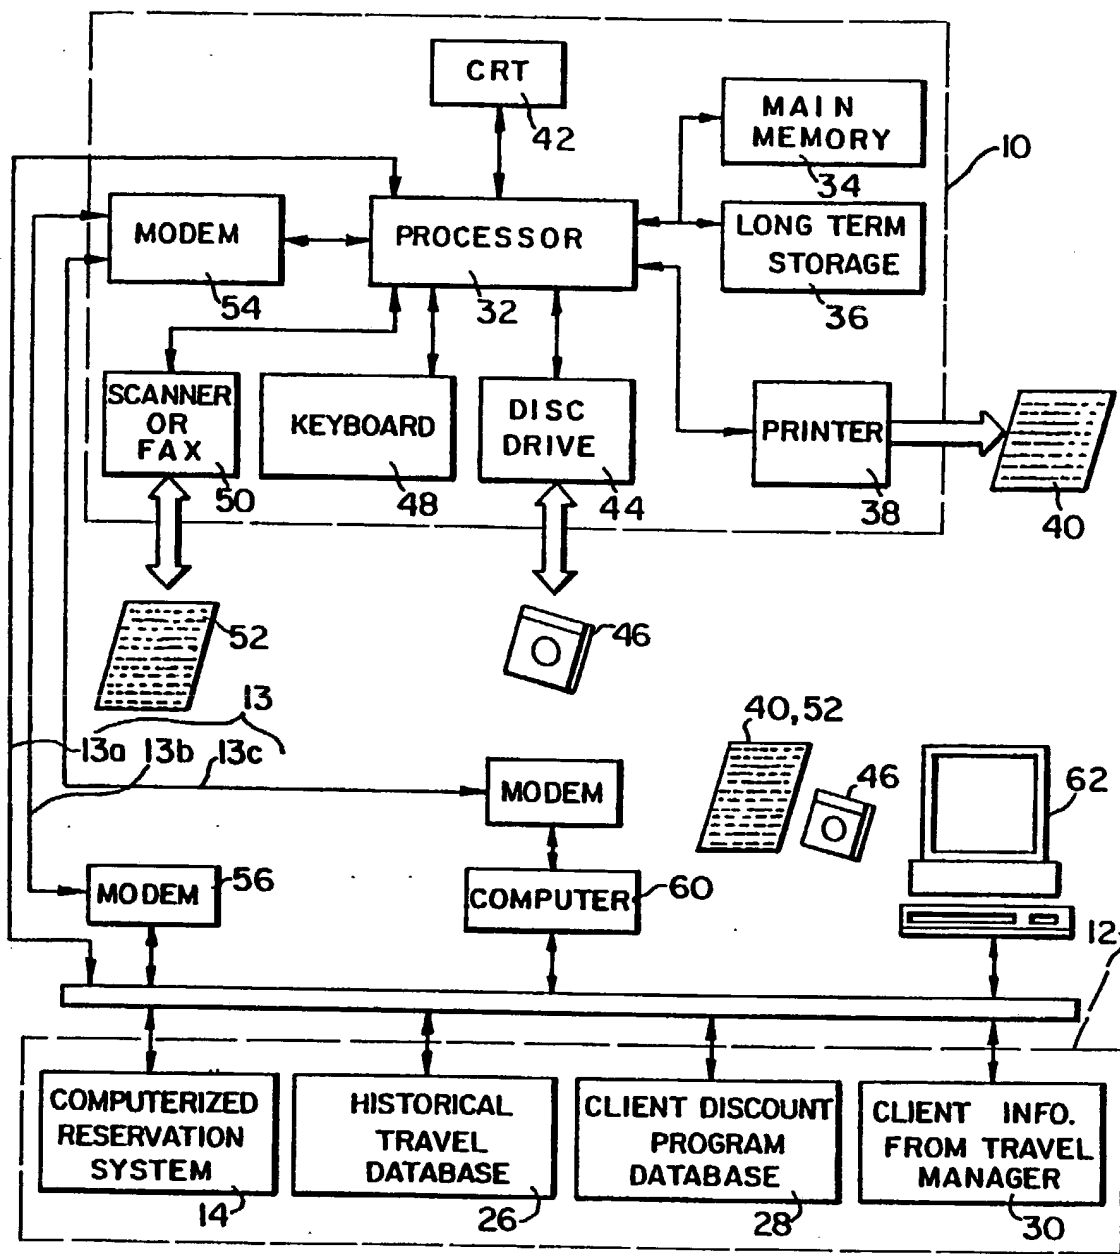 CRT
42
MAIN
MEMORY
34
10
MODEM
54
PROCESSOR
32
LONG TERM
STORAGE
36
SCANNER
OR
FAX
50
KEYBOARD
48
DISC
DRIVE
44
PRINTER
38
40
52
46
13
13a 13b 13c
40,52
46
62
MODEM
MODEM
56
COMPUTER
60
12
COMPUTERIZED
RESERVATION
SYSTEM
14
HISTORICAL
TRAVEL
DATABASE
26
CLIENT DISCOUNT
PROGRAM
DATABASE
28
CLIENT INFO.
FROM TRAVEL
MANAGER
30